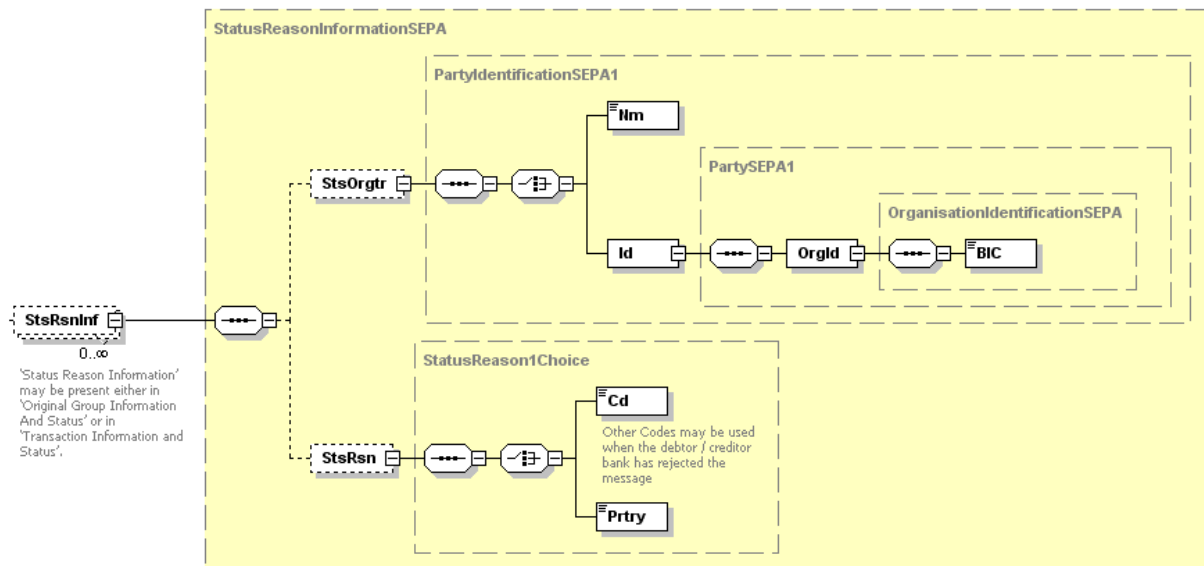 StatusReasonInformationSEPA
PartyIdentificationSEPA1
Nm
PartySEPA1
StsOrgtr
OrganisationIdentificationSEPA
Id
OrgId
BIC
StsRsnInf
0..∞
'Status Reason Information'
may be present either in
'Original Group Information
And Status' or in
'Transaction Information and
Status'.
StatusReason1Choice
Cd
Other Codes may be used
when the debtor / creditor
bank has rejected the
message
StsRsn
Prtry